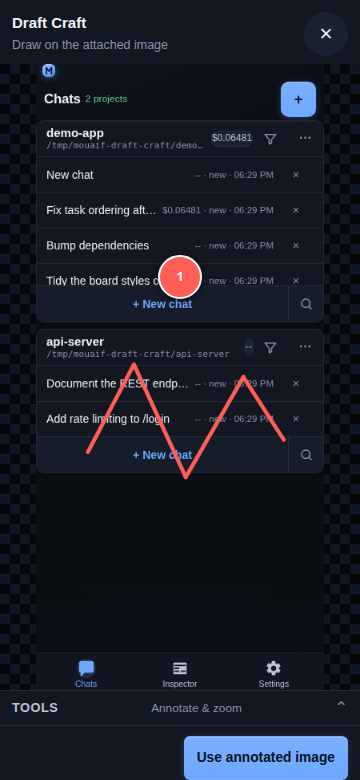 Draft Craft
Draw on the attached image
×
M
Chats 2 projects
+
demo-app
$0.06481
/tmp/mouaif-draft-craft/demo…
New chat -- · new · 06:29 PM ×
Fix task ordering aft… $0.06481 · new · 06:29 PM ×
Bump dependencies -- · new · 06:29 PM ×
Tidy the board styles -- · new · 06:29 PM ×
1
+ New chat
api-server
--
/tmp/mouaif-draft-craft/api-server
Document the REST endp… -- · new · 06:29 PM ×
Add rate limiting to /login -- · new · 06:29 PM ×
+ New chat
Chats Inspector Settings
TOOLS Annotate & zoom
Use annotated image